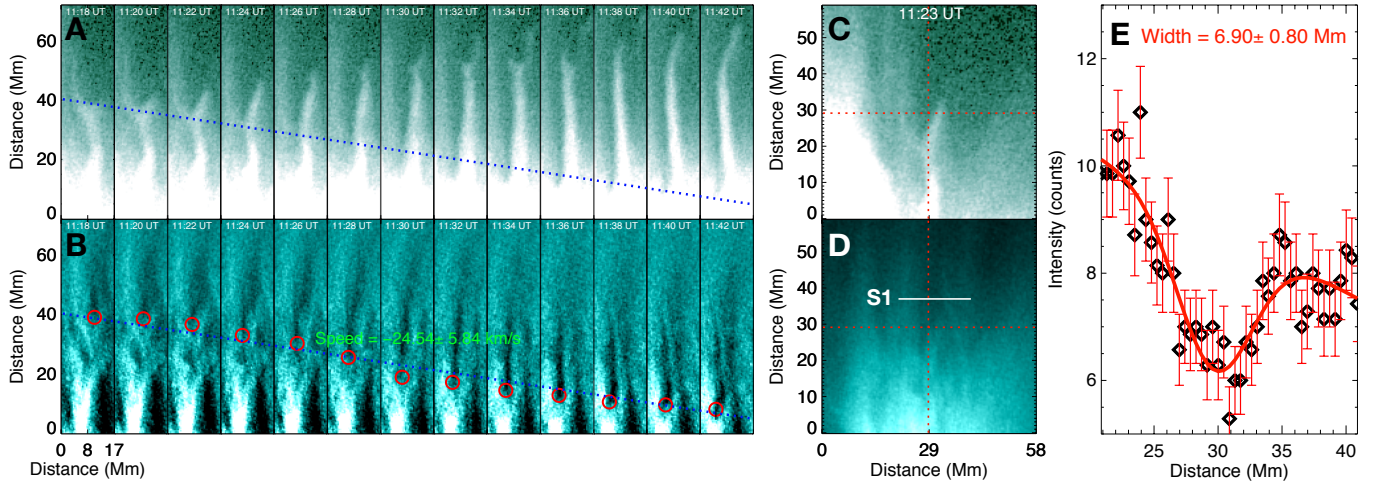 A
11:18 UT 11:20 UT 11:22 UT 11:24 UT 11:26 UT 11:28 UT 11:30 UT 11:32 UT 11:34 UT 11:36 UT 11:38 UT 11:40 UT 11:42 UT
Distance (Mm)
60
40
20
0
B
11:18 UT 11:20 UT 11:22 UT 11:24 UT 11:26 UT 11:28 UT 11:30 UT 11:32 UT 11:34 UT 11:36 UT 11:38 UT 11:40 UT 11:42 UT
Speed = −24.54± 5.84 km/s
Distance (Mm)
60
40
20
0
0 8 17
Distance (Mm)
C
11:23 UT
Distance (Mm)
50
40
30
20
10
0
D
S1
Distance (Mm)
50
40
30
20
10
0
0 29 58
Distance (Mm)
E
Width = 6.90± 0.80 Mm
Intensity (counts)
12
10
8
6
25 30 35 40
Distance (Mm)